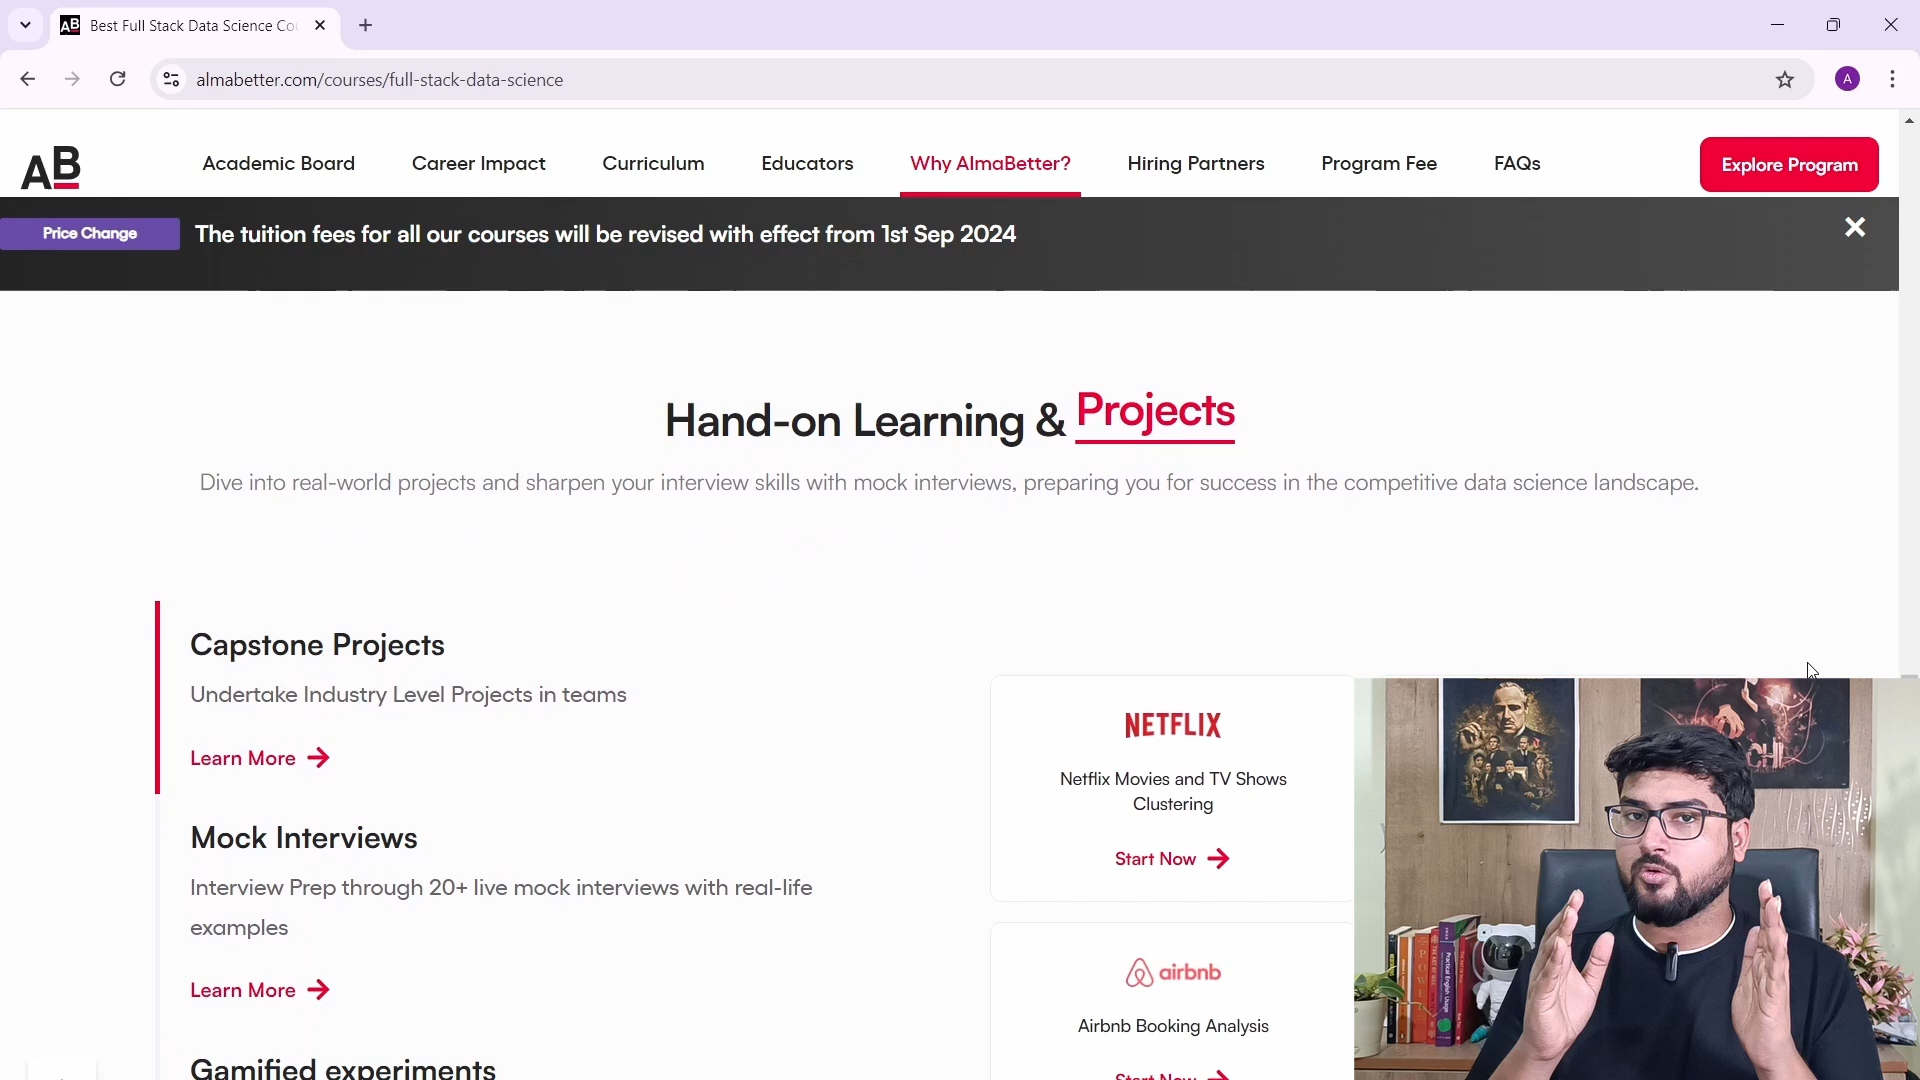 Best Full Stack Data Science Co
almabetter.com/courses/full-stack-data-science
A
AB
Academic Board
Career Impact
Curriculum
Educators
Why AlmaBetter?
Hiring Partners
Program Fee
FAQs
Explore Program
Price Change
The tuition fees for all our courses will be revised with effect from 1st Sep 2024
Hand-on Learning & Projects
Dive into real-world projects and sharpen your interview skills with mock interviews, preparing you for success in the competitive data science landscape.
Capstone Projects
Undertake Industry Level Projects in teams
Learn More
Mock Interviews
Interview Prep through 20+ live mock interviews with real-life
examples
Learn More
Gamified experiments
NETFLIX
Netflix Movies and TV Shows
Clustering
Start Now
airbnb
Airbnb Booking Analysis
Start Now